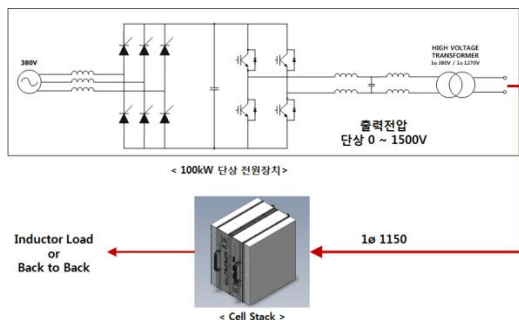 380V
HIGH VOLTAGE
TRANSFORMER
1ø 380V / 1ø 1270V
출력전압
단상 0 ~ 1500V
< 100kW 단상 전원장치>
Inductor Load
or
Back to Back
1ø 1150
< Cell Stack >